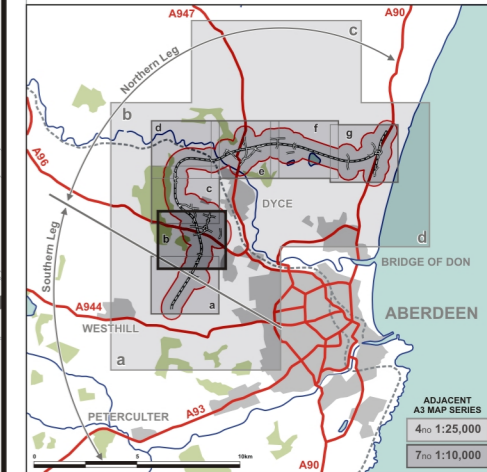 A947
A90
c
Northern Leg
b
d
f
g
A96
e
c
DYCE
b
d
Southern Leg
BRIDGE OF DON
a
A944
ABERDEEN
WESTHILL
a
ADJACENT
A3 MAP SERIES
PETERCULTER
A93
4no 1:25,000
7no 1:10,000
0 5 10km
A90